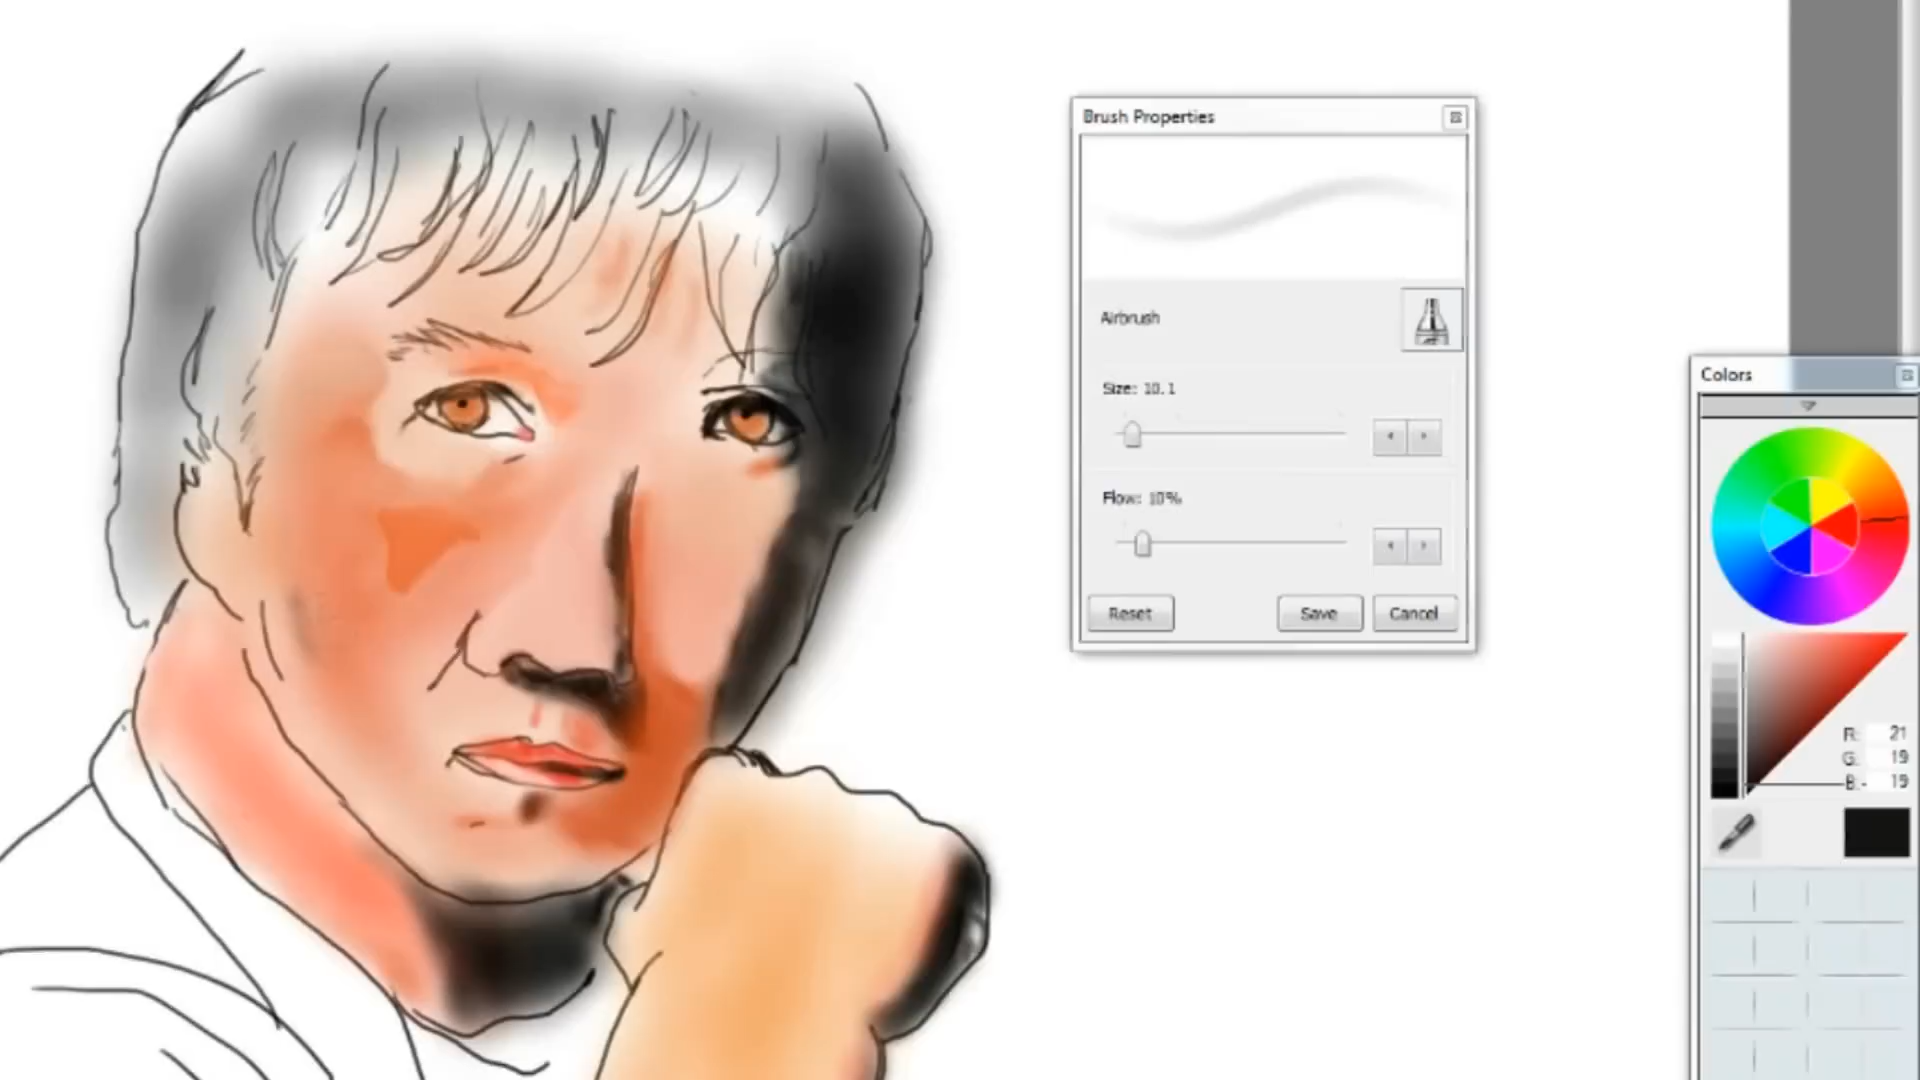 Brush Properties
Airbrush
Size: 10.1
Flow: 10%
Reset Save Cancel
Colors
R: 21
G: 19
B: 19